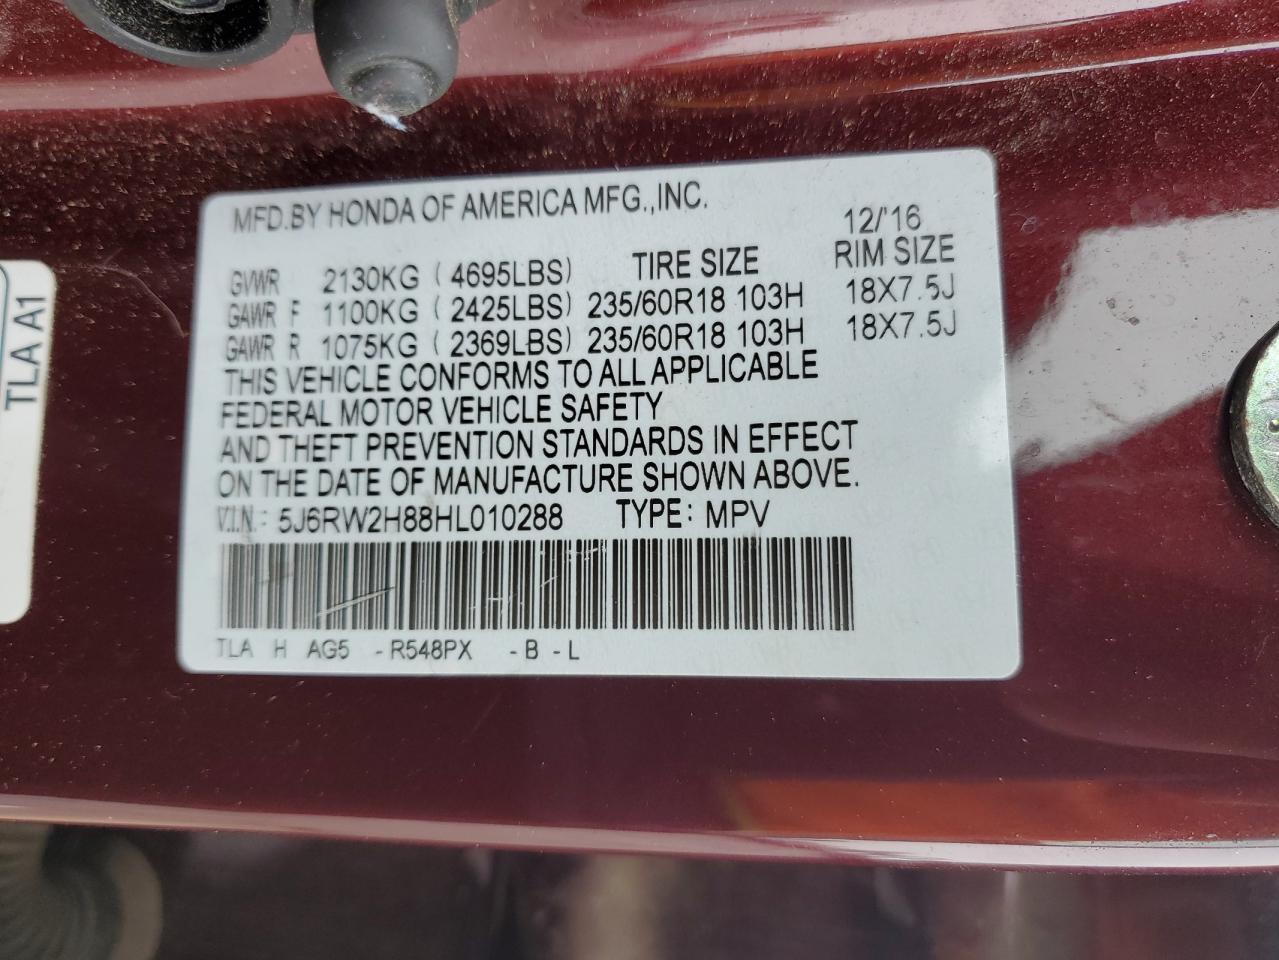 MFD.BY HONDA OF AMERICA MFG.,INC.
12/'16
GVWR 2130KG ( 4695LBS) TIRE SIZE RIM SIZE
GAWR F 1100KG ( 2425LBS) 235/60R18 103H 18X7.5J
GAWR R 1075KG ( 2369LBS) 235/60R18 103H 18X7.5J
THIS VEHICLE CONFORMS TO ALL APPLICABLE
FEDERAL MOTOR VEHICLE SAFETY
AND THEFT PREVENTION STANDARDS IN EFFECT
ON THE DATE OF MANUFACTURE SHOWN ABOVE.
V.I.N.: 5J6RW2H88HL010288 TYPE: MPV
TLA H AG5 -R548PX -B -L
TLA A1